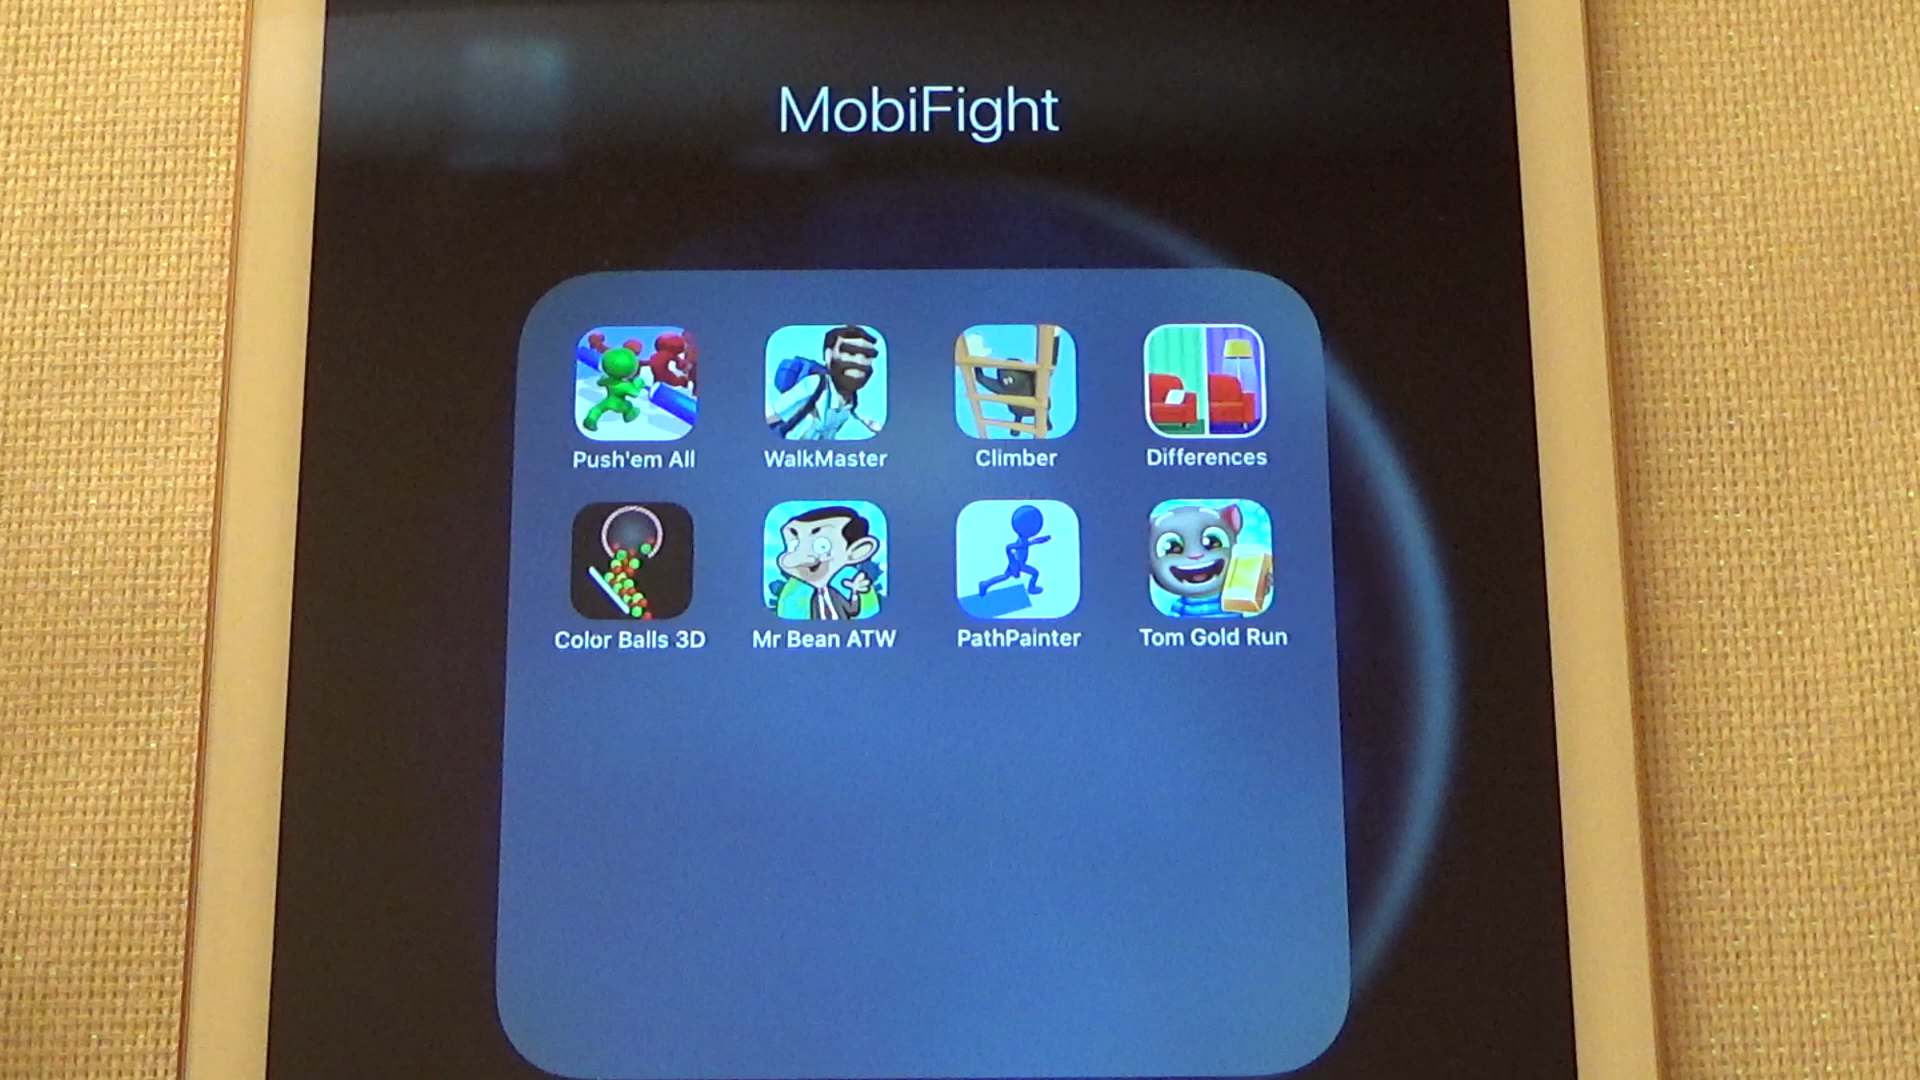 MobiFight
Push'em All
WalkMaster
Climber
Differences
Color Balls 3D
Mr Bean ATW
PathPainter
Tom Gold Run